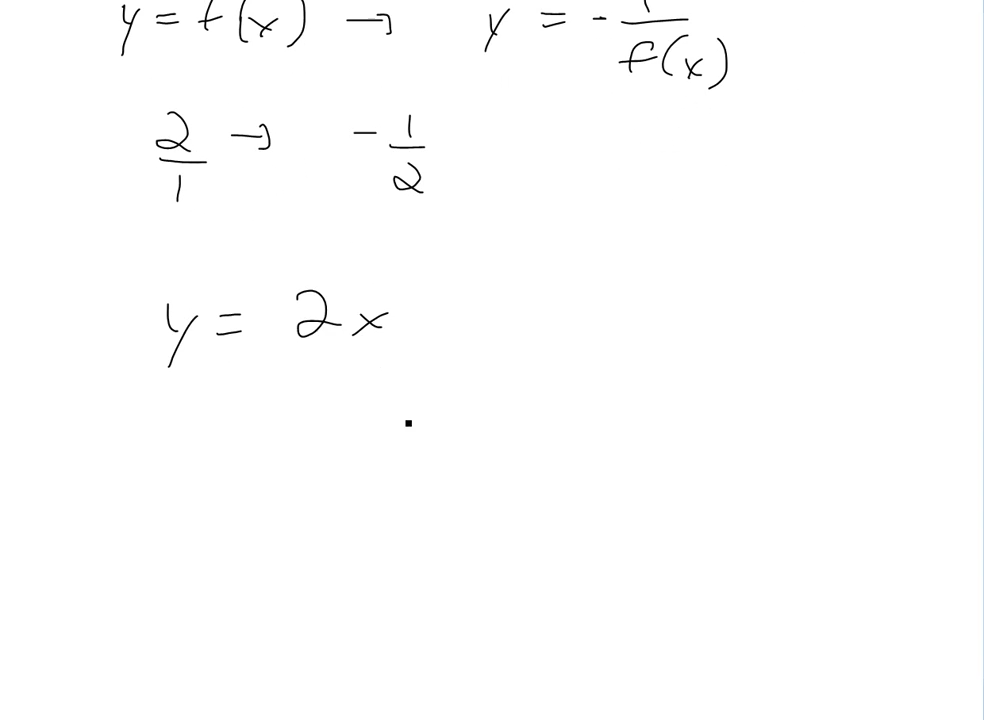 y = f(x) → y = - 1/f(x)
2/1 → - 1/2
y = 2x